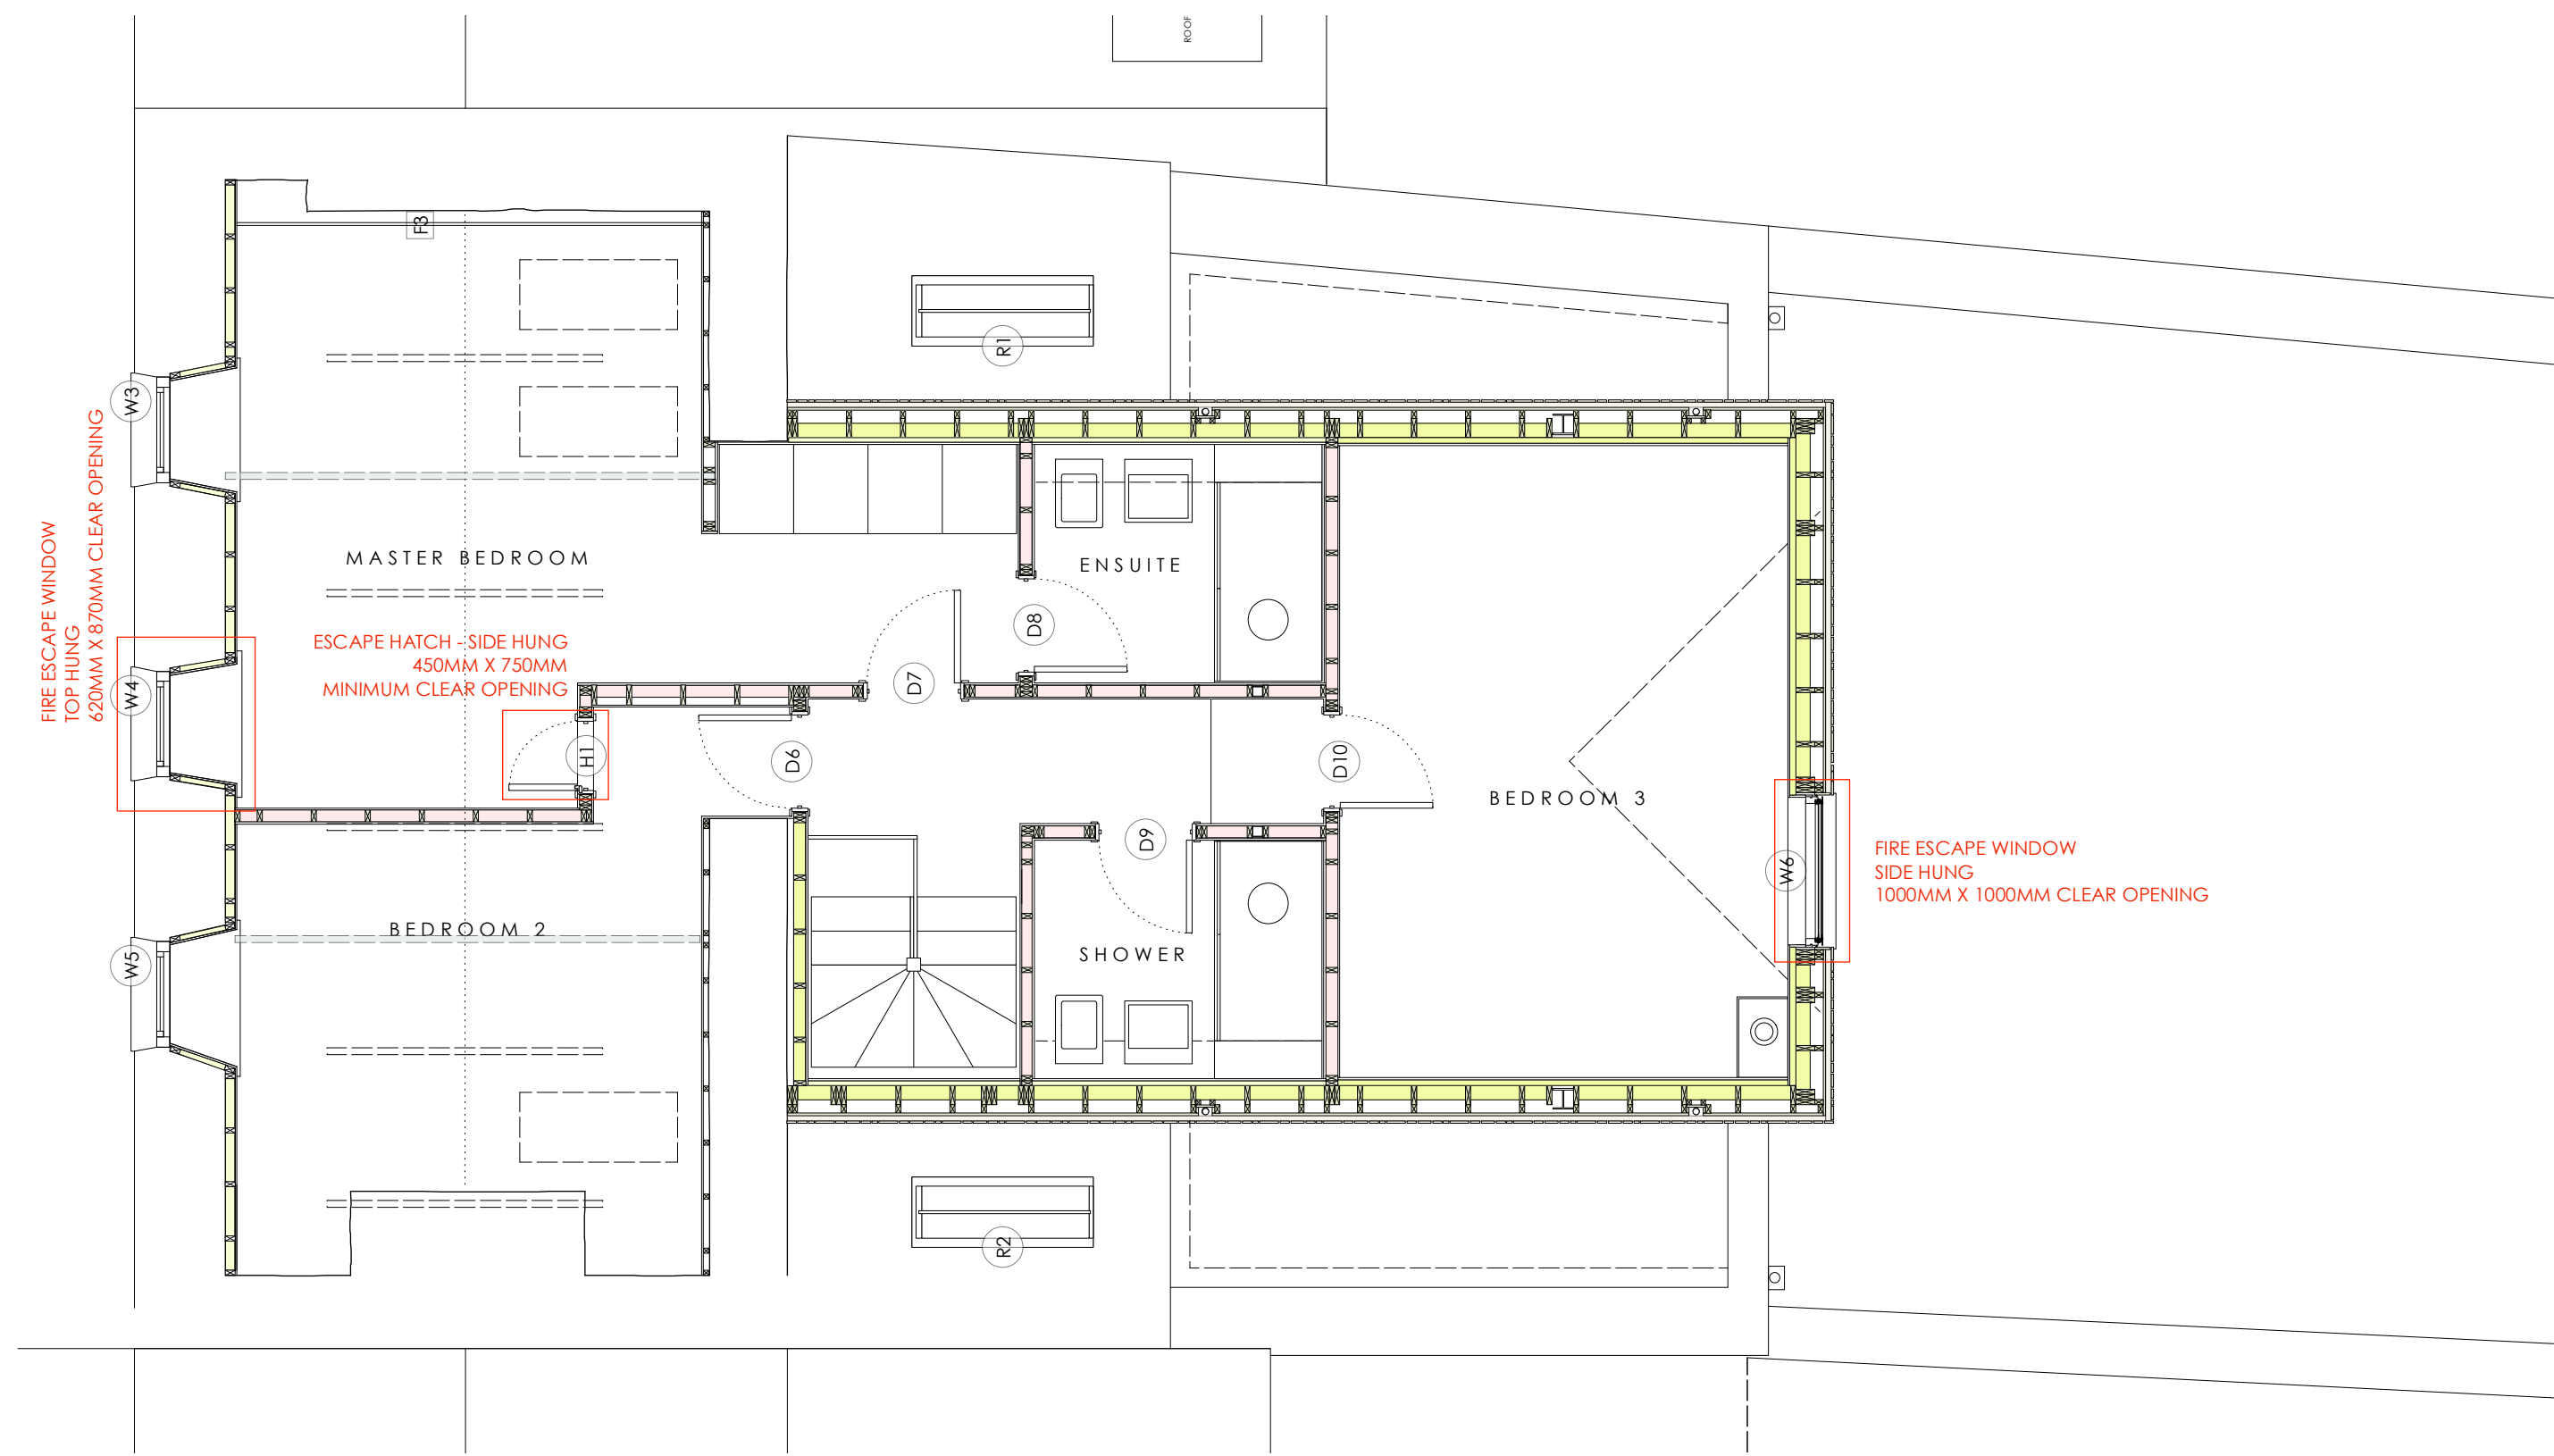 ROOF
F3
R1
W3
FIRE ESCAPE WINDOW
TOP HUNG
620MM X 870MM CLEAR OPENING
MASTER BEDROOM
ENSUITE
D8
ESCAPE HATCH - SIDE HUNG
450MM X 750MM
MINIMUM CLEAR OPENING
D7
W4
H1
D6
D10
BEDROOM 3
D9
FIRE ESCAPE WINDOW
SIDE HUNG
1000MM X 1000MM CLEAR OPENING
W6
BEDROOM 2
SHOWER
W5
R2